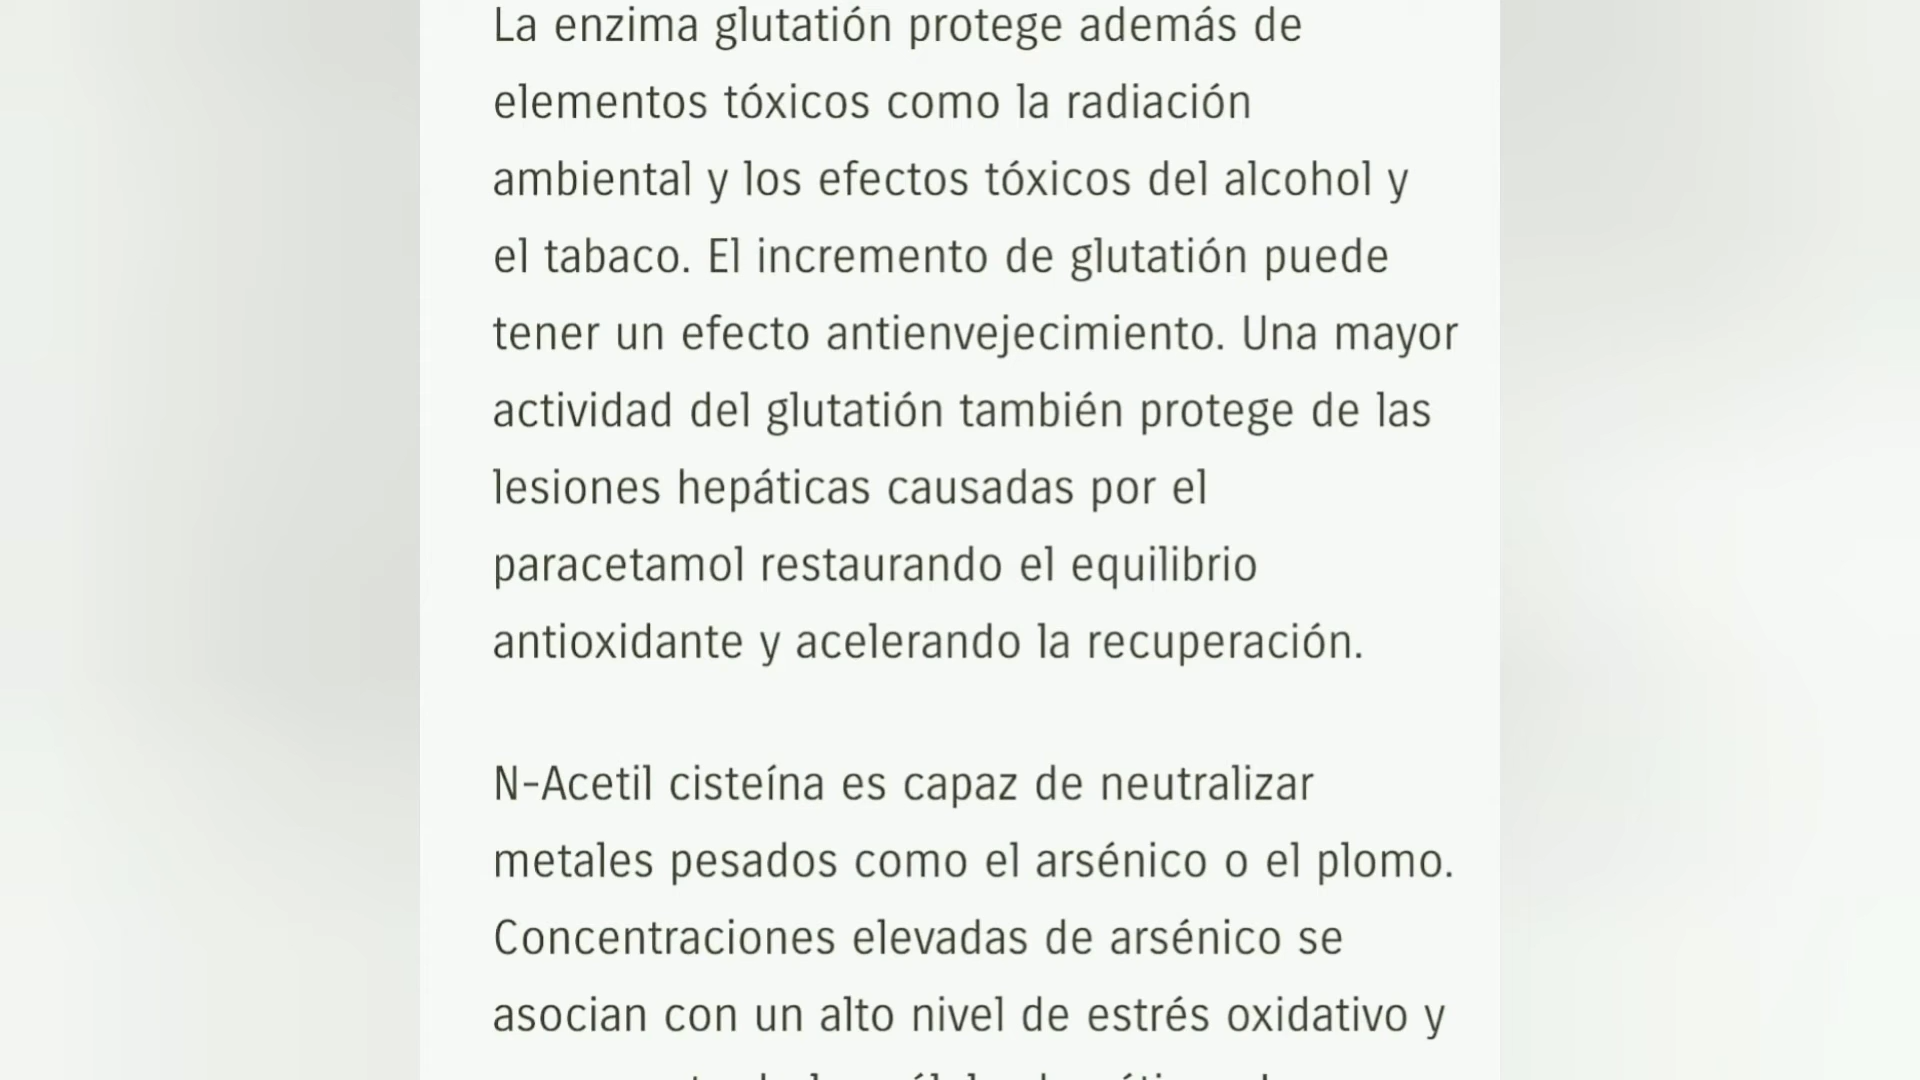 La enzima glutatión protege además de
elementos tóxicos como la radiación
ambiental y los efectos tóxicos del alcohol y
el tabaco. El incremento de glutatión puede
tener un efecto antienvejecimiento. Una mayor
actividad del glutatión también protege de las
lesiones hepáticas causadas por el
paracetamol restaurando el equilibrio
antioxidante y acelerando la recuperación.
N-Acetil cisteína es capaz de neutralizar
metales pesados como el arsénico o el plomo.
Concentraciones elevadas de arsénico se
asocian con un alto nivel de estrés oxidativo y